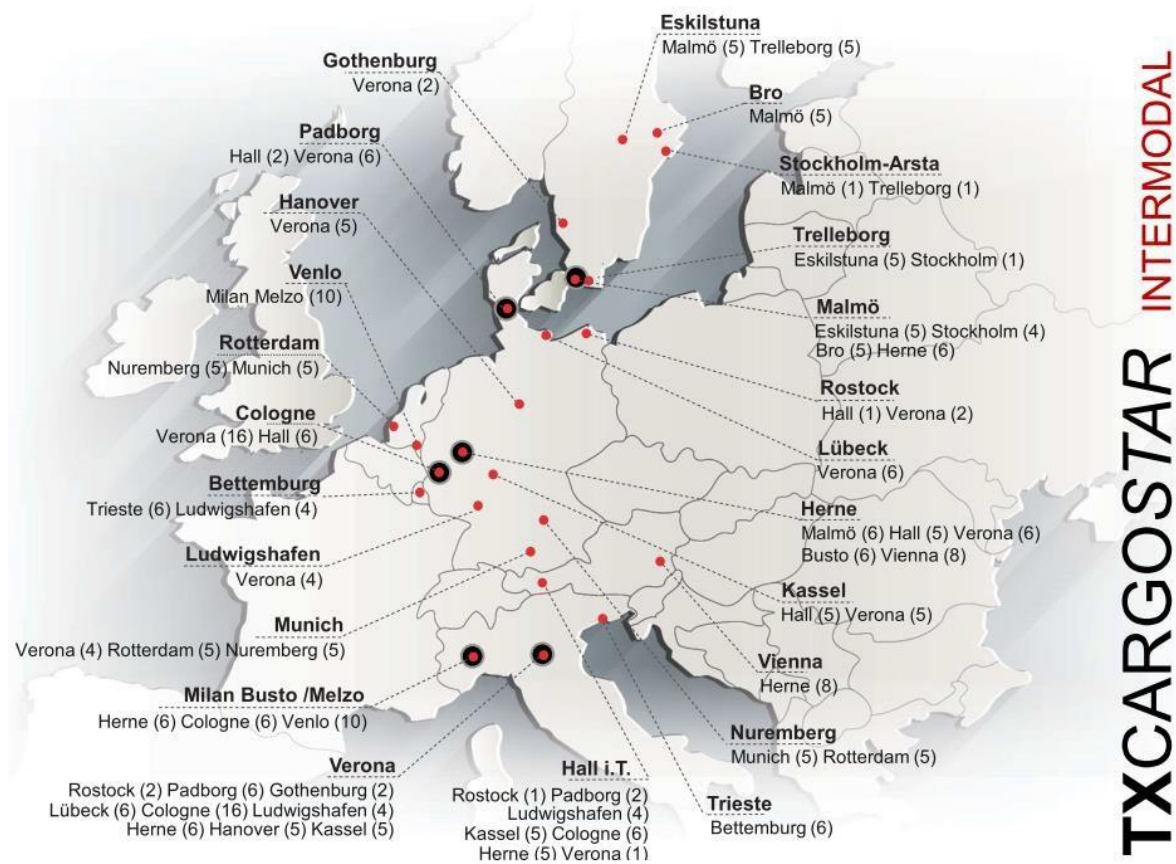 Eskilstuna
Malmö (5) Trelleborg (5)
Gothenburg
Verona (2)
Bro
Malmö (5)
Padborg
Hall (2) Verona (6)
Stockholm-Arsta
Malmö (1) Trelleborg (1)
Hanover
Verona (5)
Trelleborg
Eskilstuna (5) Stockholm (1)
Venlo
Milan Melzo (10)
Malmö
Eskilstuna (5) Stockholm (4)
Bro (5) Herne (6)
Rotterdam
Nuremberg (5) Munich (5)
Rostock
Hall (1) Verona (2)
Cologne
Verona (16) Hall (6)
Lübeck
Verona (6)
Bettemburg
Trieste (6) Ludwigshafen (4)
Herne
Malmö (6) Hall (5) Verona (6)
Busto (6) Vienna (8)
Ludwigshafen
Verona (4)
Kassel
Hall (5) Verona (5)
Munich
Verona (4) Rotterdam (5) Nuremberg (5)
Vienna
Herne (8)
Milan Busto /Melzo
Herne (6) Cologne (6) Venlo (10)
Nuremberg
Munich (5) Rotterdam (5)
Verona
Rostock (2) Padborg (6) Gothenburg (2)
Lübeck (6) Cologne (16) Ludwigshafen (4)
Herne (6) Hanover (5) Kassel (5)
Hall i.T.
Rostock (1) Padborg (2)
Ludwigshafen (4)
Kassel (5) Cologne (6)
Herne (5) Verona (1)
Trieste
Bettemburg (6)
TXCARGOSTAR INTERMODAL